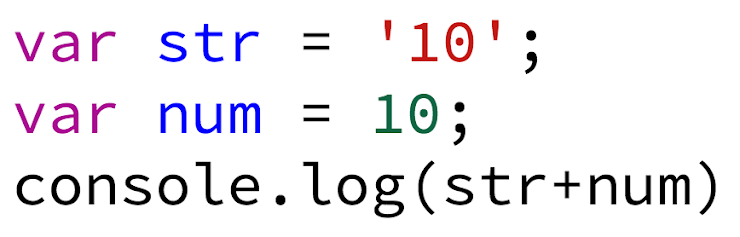 var str = '10';
var num = 10;
console.log(str+num)